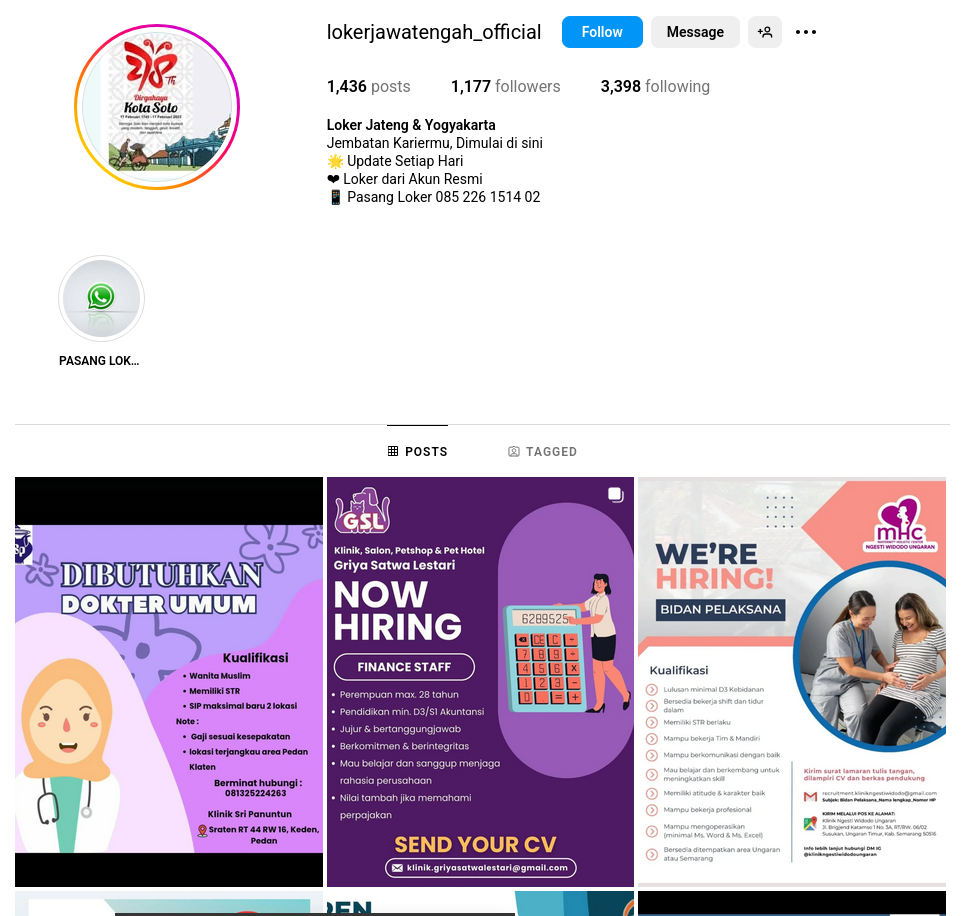 lokerjawatengah_official
Follow
Message
1,436 posts
1,177 followers
3,398 following
Loker Jateng & Yogyakarta
Jembatan Kariermu, Dimulai di sini
🌟 Update Setiap Hari
❤ Loker dari Akun Resmi
📱 Pasang Loker 085 226 1514 02
Th
Dirgahayu
Kota Solo
PASANG LOK...
POSTS
TAGGED
DIBUTUHKAN
DOKTER UMUM
Kualifikasi
• Wanita Muslim
• Memiliki STR
• SIP maksimal baru 2 lokasi
Note :
• Gaji sesuai kesepakatan
• lokasi terjangkau area Pedan
Klaten
Berminat hubungi :
081325224263
Klinik Sri Panuntun
Sraten RT 44 RW 16, Keden,
Pedan
GSL
Klinik, Salon, Petshop & Pet Hotel
Griya Satwa Lestari
NOW
HIRING
FINANCE STAFF
• Perempuan max. 28 tahun
• Pendidikan min. D3/S1 Akuntansi
• Jujur & bertanggungjawab
• Berkomitmen & berintegritas
• Mau belajar dan sanggup menjaga
rahasia perusahaan
• Nilai tambah jika memahami
perpajakan
6289525
CE C ÷
7 8 9 ×
4 5 6 x
1 2 3 -
0 . = +
SEND YOUR CV
klinik.griyasatwalestari@gmail.com
mHC
NGESTI WIDODO UNGARAN
WE'RE
HIRING!
BIDAN PELAKSANA
Kualifikasi
Lulusan minimal D3 Kebidanan
Bersedia bekerja shift dan tidur
dalam
Memiliki STR berlaku
Mampu bekerja Tim & Mandiri
Mampu berkomunikasi dengan baik
Mau belajar dan berkembang untuk
meningkatkan skill
Memiliki atitude & karakter baik
Mampu bekerja profesional
Mampu mengoperasikan
(minimal Ms. Word & Ms. Excel)
Bersedia ditempatkan area Ungaran
atau Semarang
Kirim surat lamaran tulis tangan,
dilampiri CV dan berkas pendukung
recruitment.klinikngestiwidodo@gmail.com
Subjek: Bidan Pelaksana_Nama lengkap_Nomor HP
KIRIM MELALUI POS KE ALAMAT:
Klinik Ngesti Widodo Ungaran
Jl. Brigjend Katamso 1 No. 3A, RT/RW. 06/02
Susukan, Ungaran Timur, Kab. Semarang 50516
Info lebih lanjut hubungi DM IG
@klinikngestiwidodoungaran